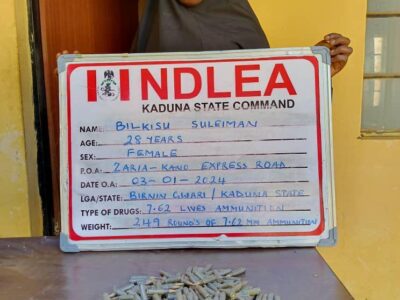 NDLEA
KADUNA STATE COMMAND
NAME: BILKISU SULEIMAN
AGE: 28 YEARS
SEX: FEMALE
P.O.A: ZARIA-KANO EXPRESS ROAD
DATE O.A: 03-01-2024
LGA/STATE: BIRNIN GWARI / KADUNA STATE
TYPE OF DRUGS: 7.62 LIVES AMMUNITION
WEIGHT: 249 ROUND'S OF 7.62 MM AMMUNITION